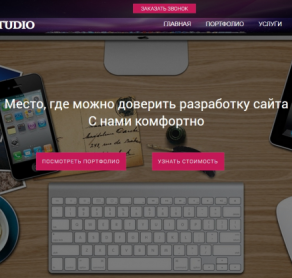 ЗАКАЗАТЬ ЗВОНОК
TUDIO ГЛАВНАЯ ПОРТФОЛИО УСЛУГИ
Место, где можно доверить разработку сайта
С нами комфортно
ПОСМОТРЕТЬ ПОРТФОЛИО УЗНАТЬ СТОИМОСТЬ